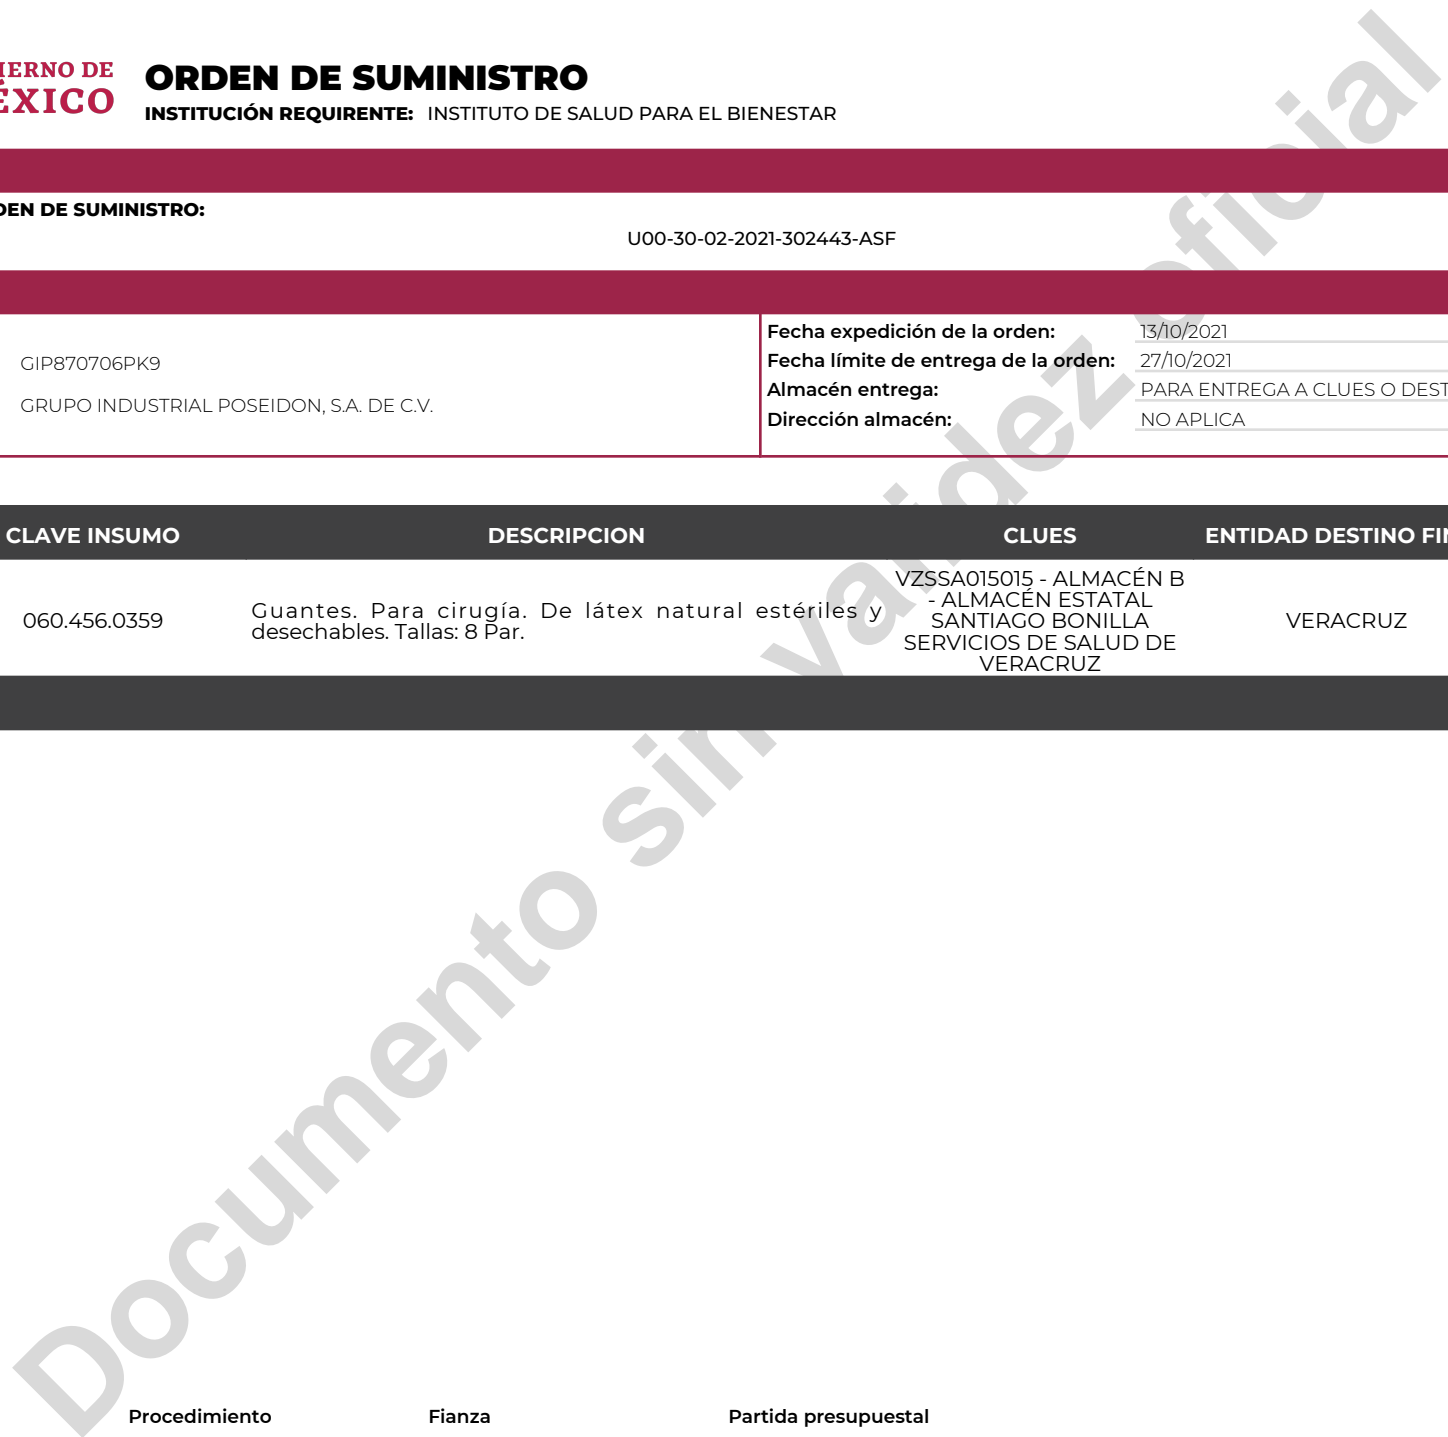 IERNO DE
ÉXICO
ORDEN DE SUMINISTRO
INSTITUCIÓN REQUIRENTE: INSTITUTO DE SALUD PARA EL BIENESTAR
DEN DE SUMINISTRO:
U00-30-02-2021-302443-ASF
GIP870706PK9
GRUPO INDUSTRIAL POSEIDON, S.A. DE C.V.
Fecha expedición de la orden: 13/10/2021
Fecha límite de entrega de la orden: 27/10/2021
Almacén entrega: PARA ENTREGA A CLUES O DEST
Dirección almacén: NO APLICA
CLAVE INSUMO DESCRIPCION CLUES ENTIDAD DESTINO FIN
060.456.0359
Guantes. Para cirugía. De látex natural estériles y
desechables. Tallas: 8 Par.
VZSSA015015 - ALMACÉN B
- ALMACÉN ESTATAL
SANTIAGO BONILLA
SERVICIOS DE SALUD DE
VERACRUZ
VERACRUZ
Documento sin validez oficial
Procedimiento Fianza Partida presupuestal